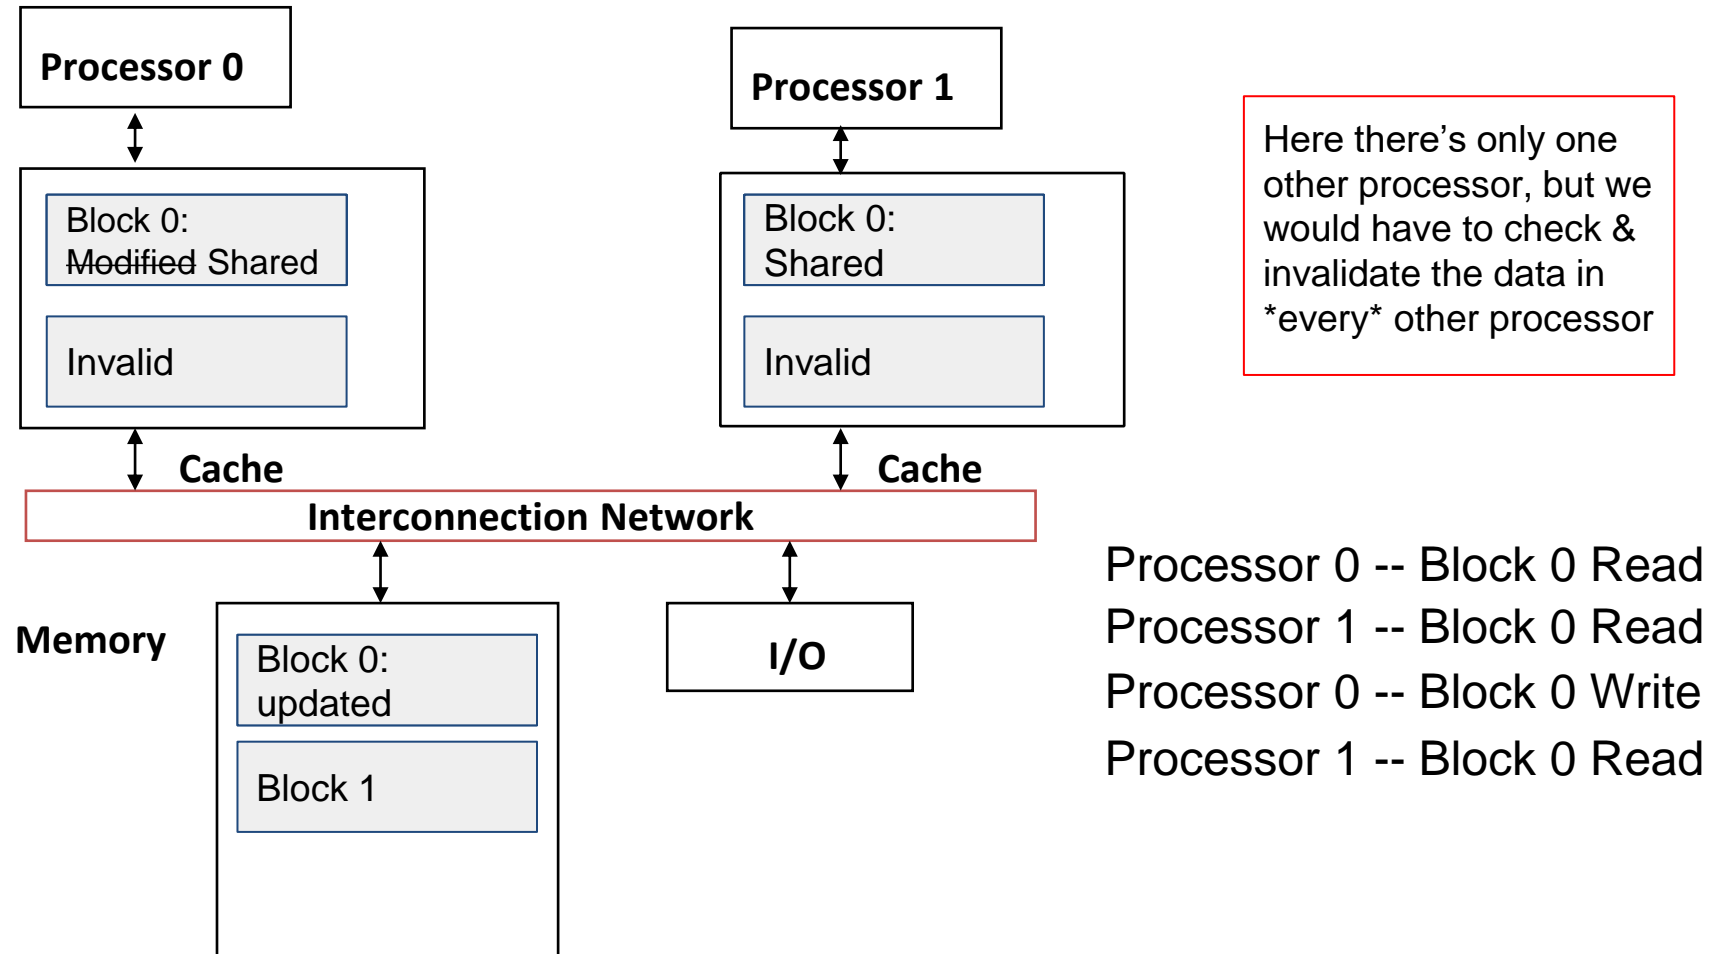 Processor 0
Processor 1
Block 0:
Modified Shared
Invalid
Block 0:
Shared
Invalid
Here there’s only one
other processor, but we
would have to check &
invalidate the data in
*every* other processor
Cache
Cache
Interconnection Network
Memory
Block 0:
updated
Block 1
I/O
Processor 0 -- Block 0 Read
Processor 1 -- Block 0 Read
Processor 0 -- Block 0 Write
Processor 1 -- Block 0 Read